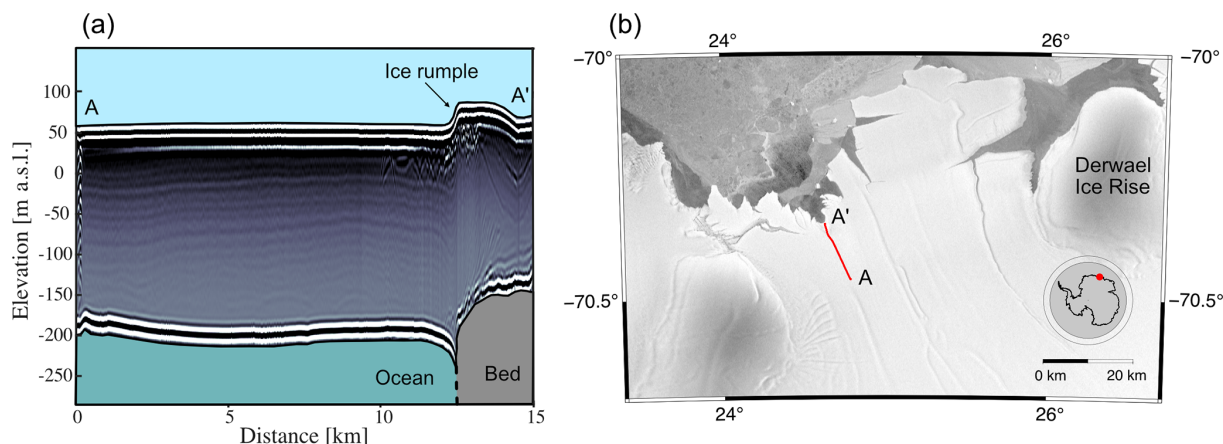 (a)
Ice rumple
A
A'
100
50
0
-50
-100
-150
-200
-250
Elevation [m a.s.l.]
Ocean
Bed
0
5
10
15
Distance [km]
(b)
24°
26°
−70°
−70°
Derwael
Ice Rise
A'
A
−70.5°
−70.5°
0 km
20 km
24°
26°